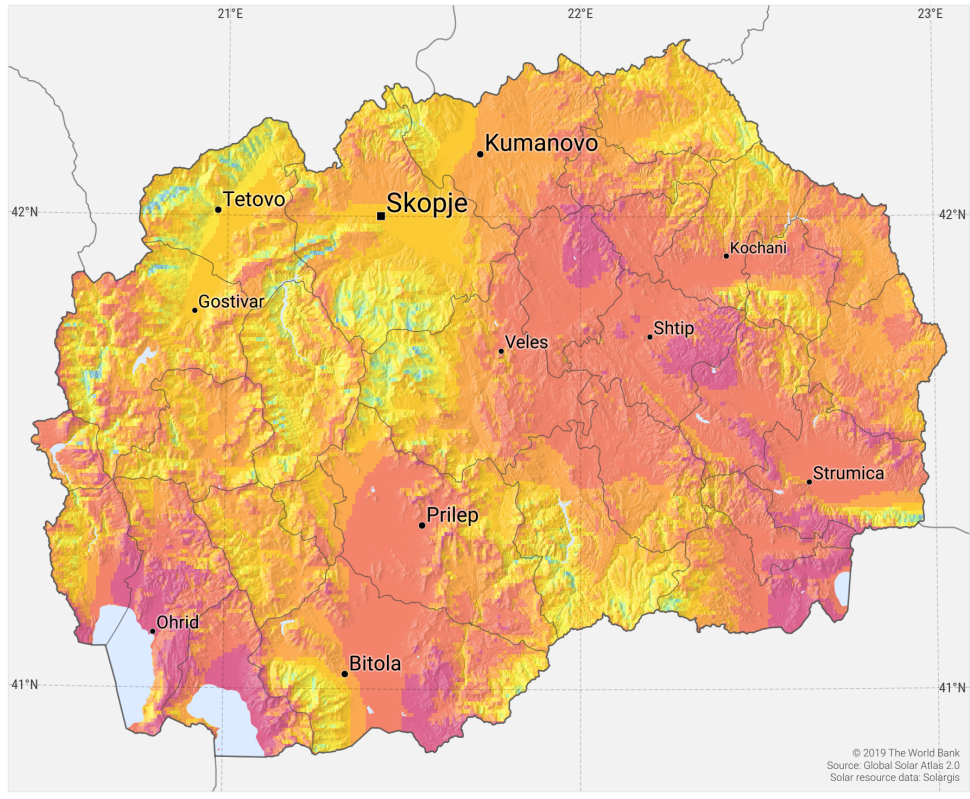 21°E
22°E
23°E
Kumanovo
Tetovo
Skopje
42°N
42°N
Kochani
Gostivar
Shtip
Veles
Strumica
Prilep
Ohrid
Bitola
41°N
41°N
© 2019 The World Bank
Source: Global Solar Atlas 2.0
Solar resource data: Solargis